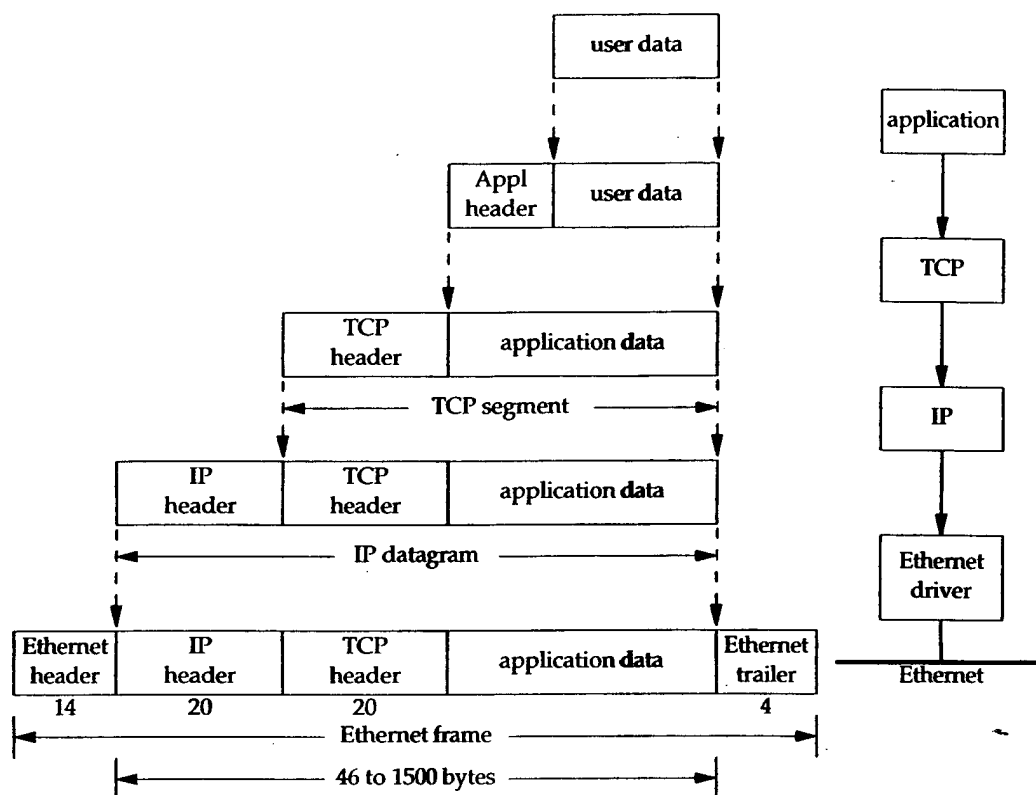 user data
application
Appl
header
user data
TCP
TCP
header
application data
TCP segment
IP
IP
header
TCP
header
application data
IP datagram
Ethernet
driver
Ethernet
header
IP
header
TCP
header
application data
Ethernet
trailer
Ethernet
14
20
20
4
Ethernet frame
46 to 1500 bytes